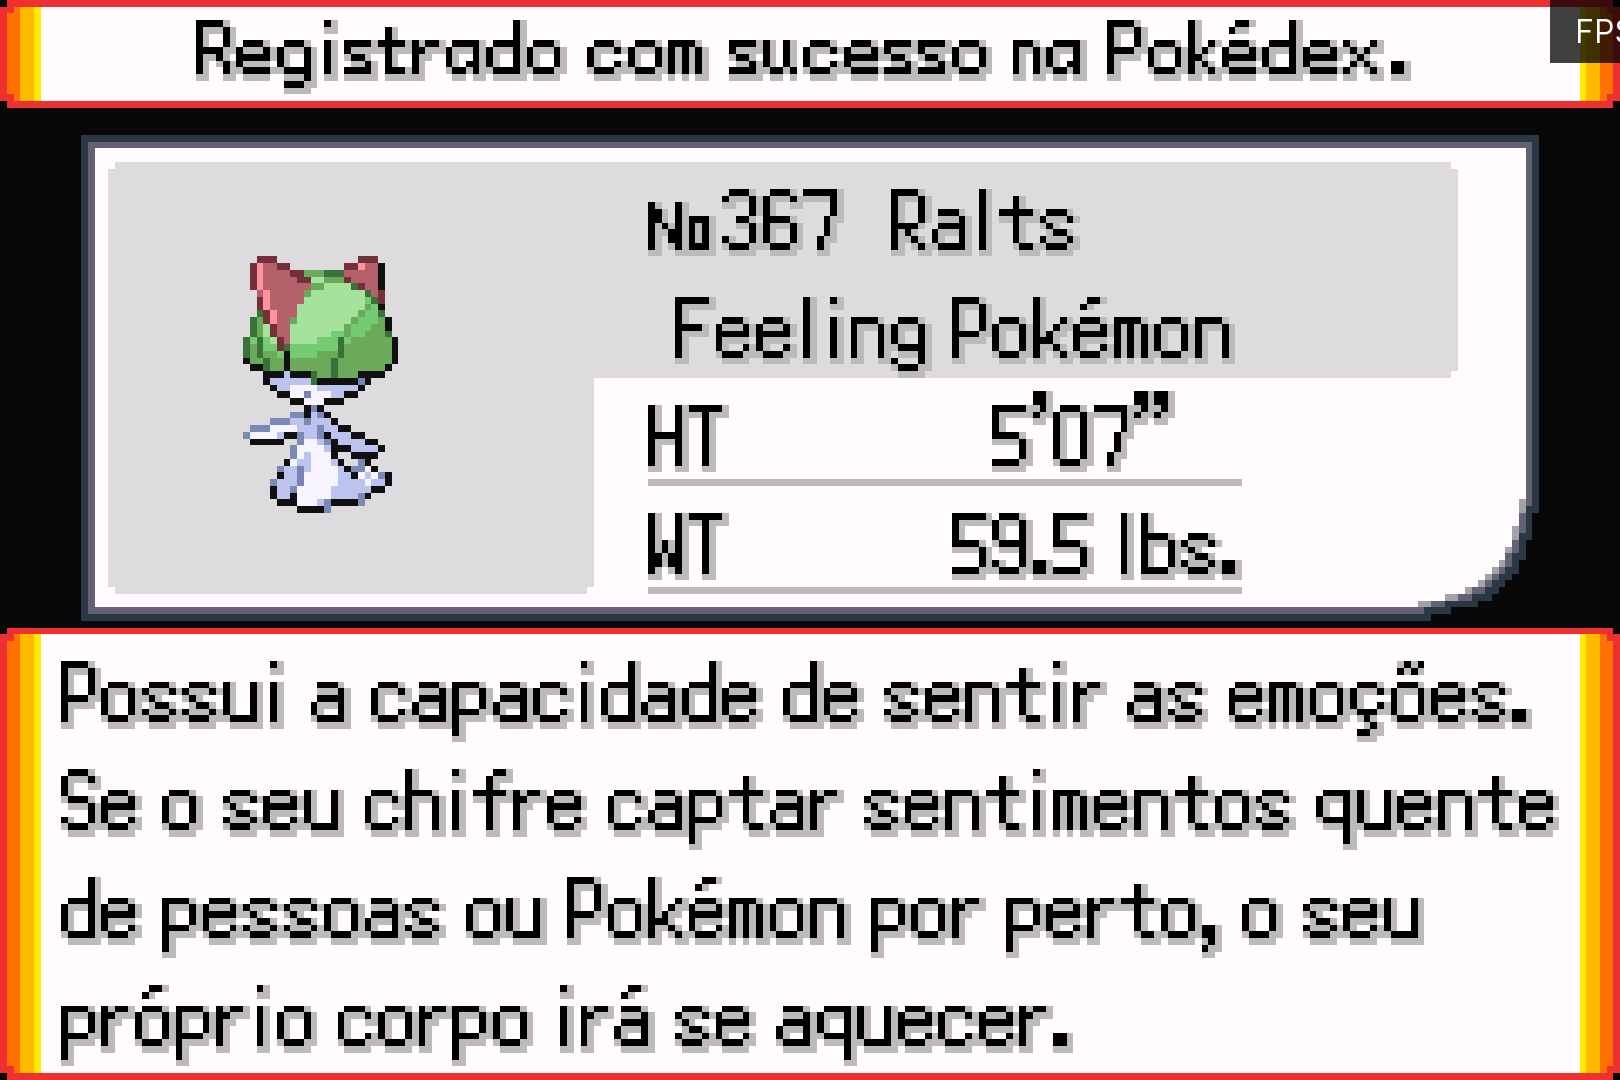 Registrado com sucesso na Pokédex.
FPS
No367 Ralts
Feeling Pokémon
HT 5'07"
WT 59.5 lbs.
Possui a capacidade de sentir as emoções.
Se o seu chifre captar sentimentos quente
de pessoas ou Pokémon por perto, o seu
próprio corpo irá se aquecer.